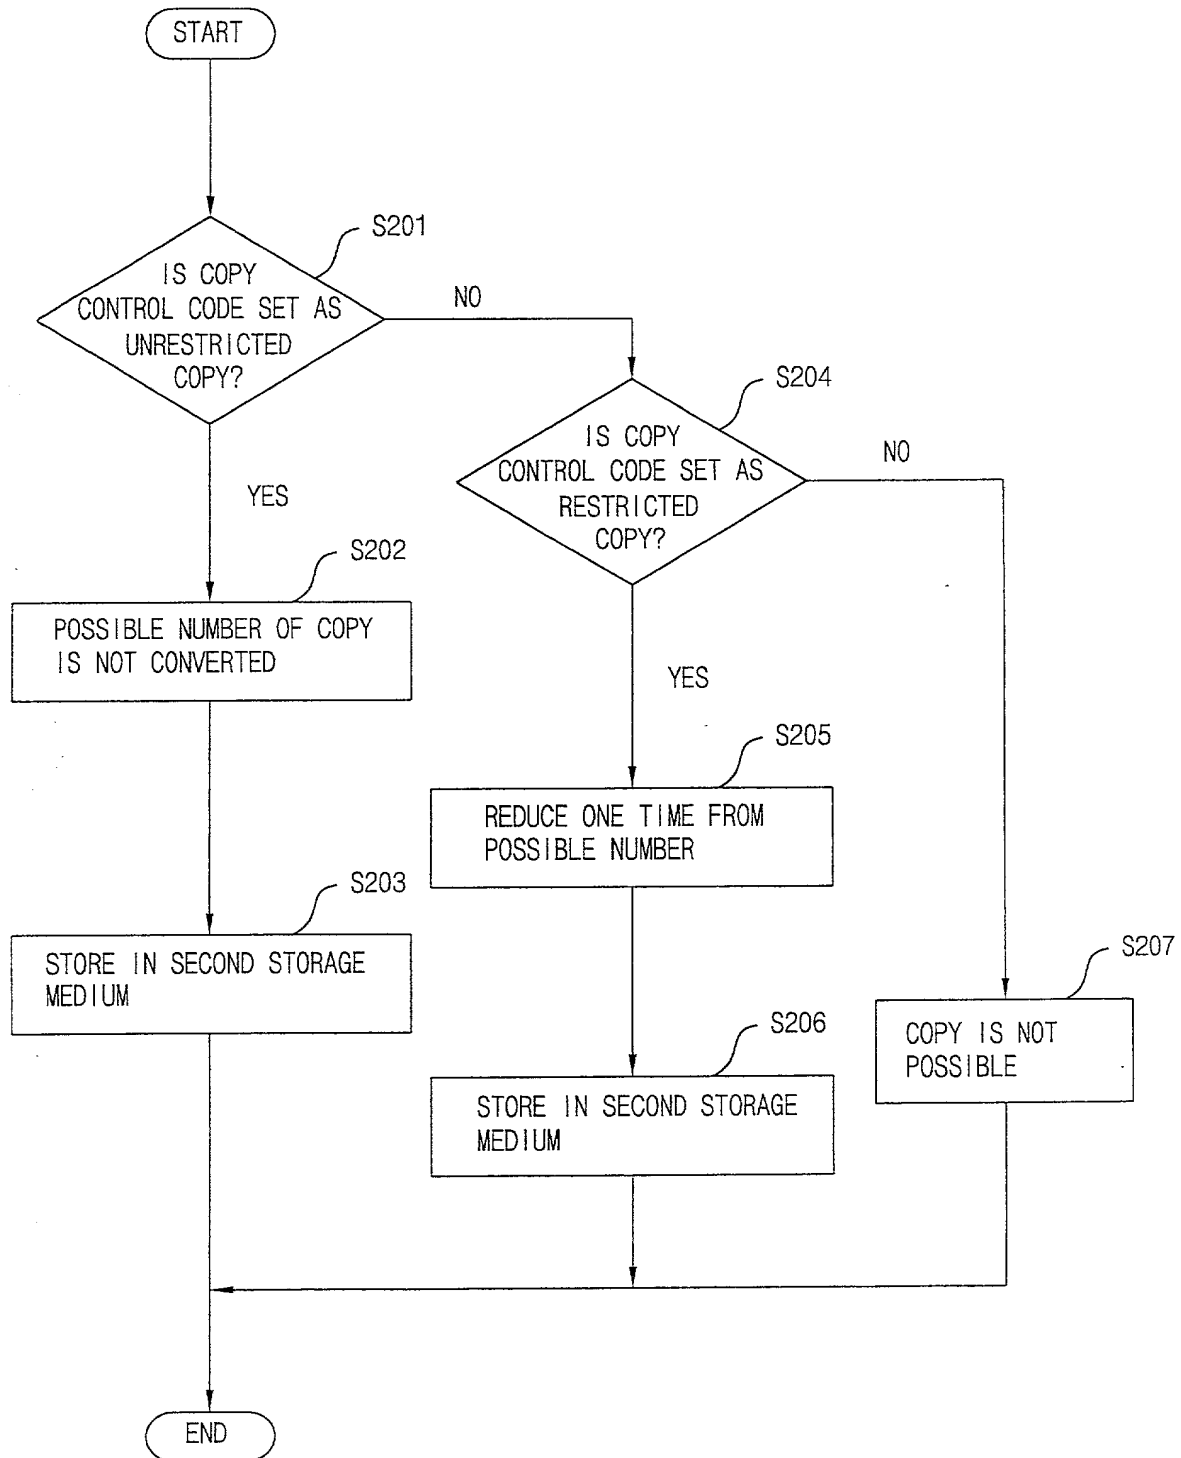 START
S201
IS COPY
CONTROL CODE SET AS
UNRESTRICTED
COPY?
NO
S204
IS COPY
CONTROL CODE SET AS
RESTRICTED
COPY?
NO
YES
S202
POSSIBLE NUMBER OF COPY
IS NOT CONVERTED
YES
S205
REDUCE ONE TIME FROM
POSSIBLE NUMBER
S203
STORE IN SECOND STORAGE
MEDIUM
S207
COPY IS NOT
POSSIBLE
S206
STORE IN SECOND STORAGE
MEDIUM
END